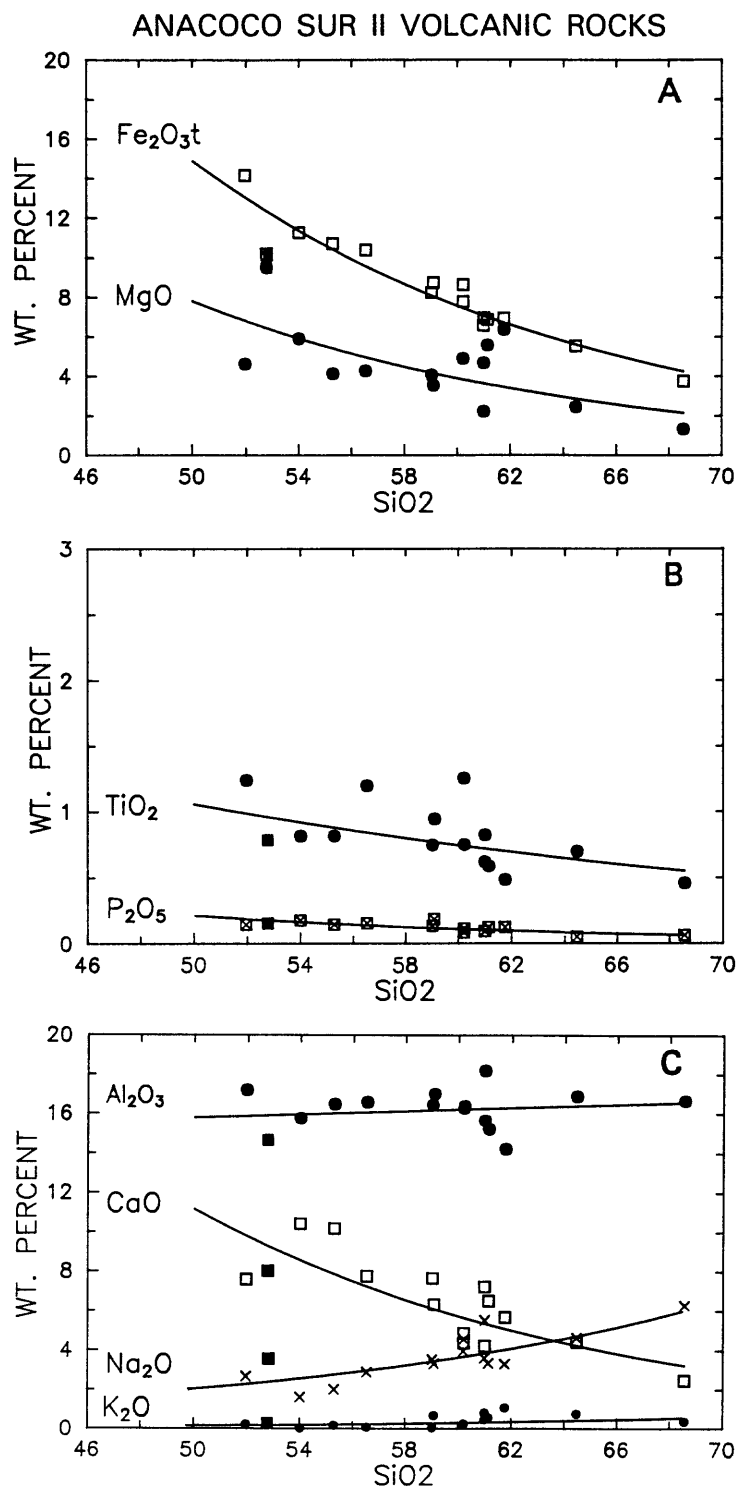 ANACOCO SUR II VOLCANIC ROCKS
A
20
16
12
8
4
0
WT. PERCENT
Fe₂O₃t
MgO
46 50 54 58 62 66 70
SiO2
B
3
2
1
0
WT. PERCENT
TiO₂
P₂O₅
46 50 54 58 62 66 70
SiO2
C
20
16
12
8
4
0
WT. PERCENT
Al₂O₃
CaO
Na₂O
K₂O
46 50 54 58 62 66 70
SiO2